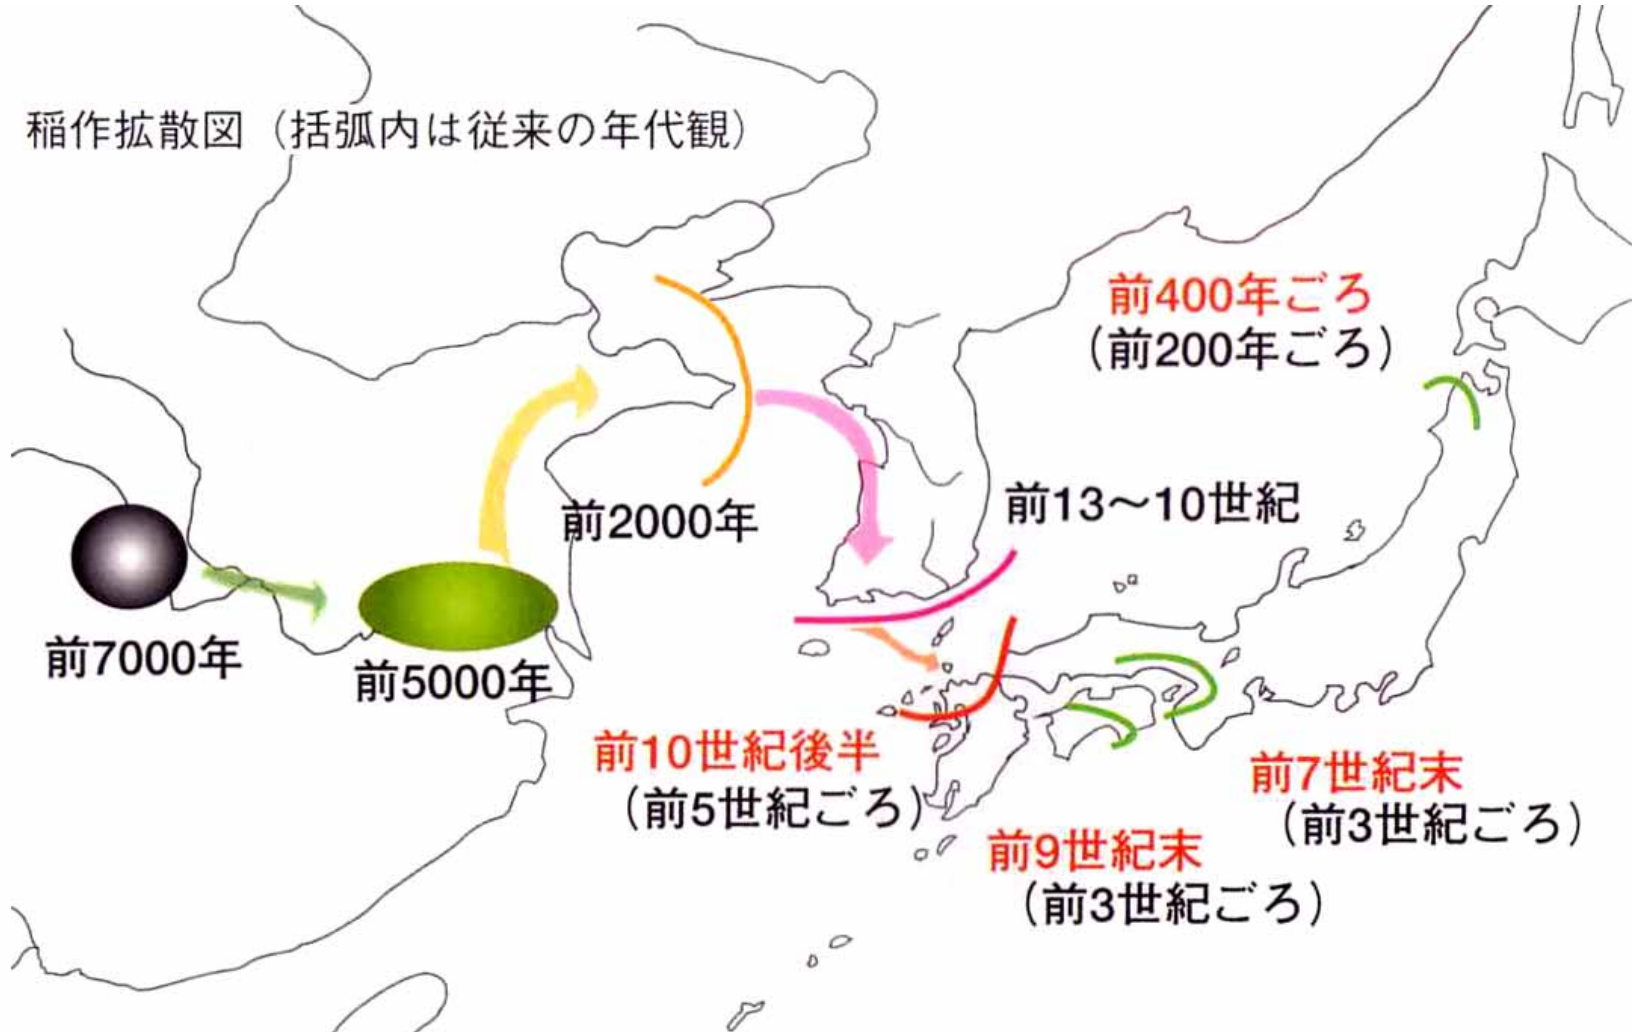 稲作拡散図（括弧内は従来の年代観）
前400年ごろ
（前200年ごろ）
前13～10世紀
前2000年
前7000年
前5000年
前10世紀後半
（前5世紀ごろ）
前7世紀末
（前3世紀ごろ）
前9世紀末
（前3世紀ごろ）